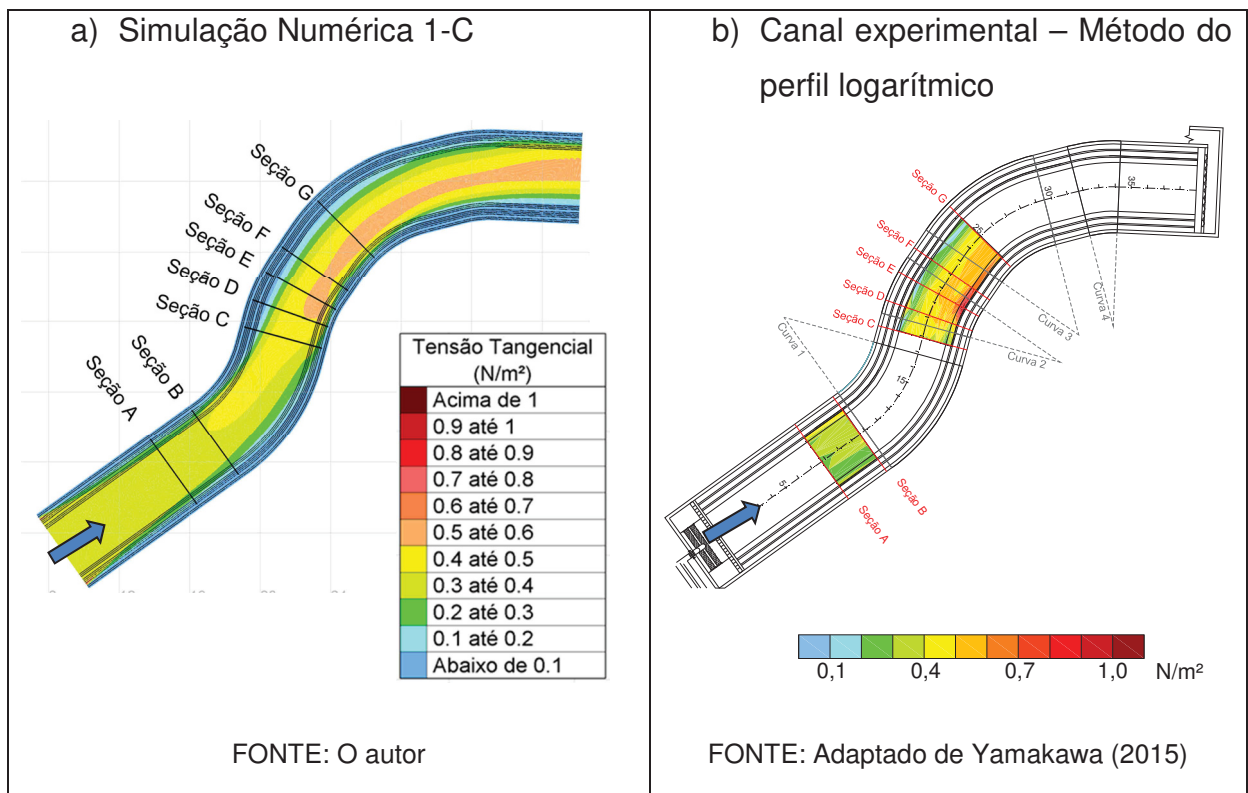 a) Simulação Numérica 1-C
Seção G
Seção F
Seção E
Seção D
Seção C
Seção B
Seção A
Tensão Tangencial
(N/m²)
Acima de 1
0.9 até 1
0.8 até 0.9
0.7 até 0.8
0.6 até 0.7
0.5 até 0.6
0.4 até 0.5
0.3 até 0.4
0.2 até 0.3
0.1 até 0.2
Abaixo de 0.1
FONTE: O autor
b) Canal experimental – Método do
perfil logarítmico
Seção G
Seção F
Seção E
Seção D
Seção C
35
30
25
Curva 4
Curva 3
Curva 2
Curva 1
15
5
Seção B
Seção A
0,1 0,4 0,7 1,0 N/m²
FONTE: Adaptado de Yamakawa (2015)